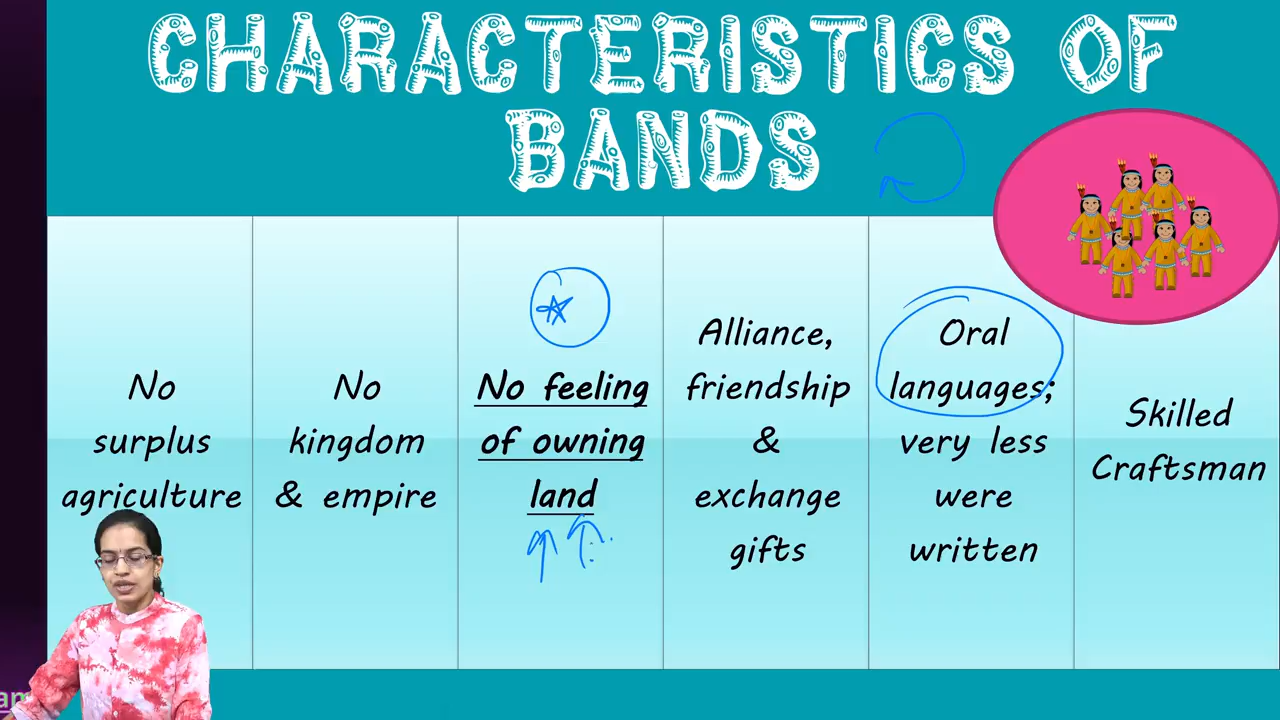 CHARACTERISTICS OF
BANDS
No
surplus
agriculture
No
kingdom
& empire
No feeling
of owning
land
Alliance,
friendship
&
exchange
gifts
Oral
languages;
very less
were
written
Skilled
Craftsman